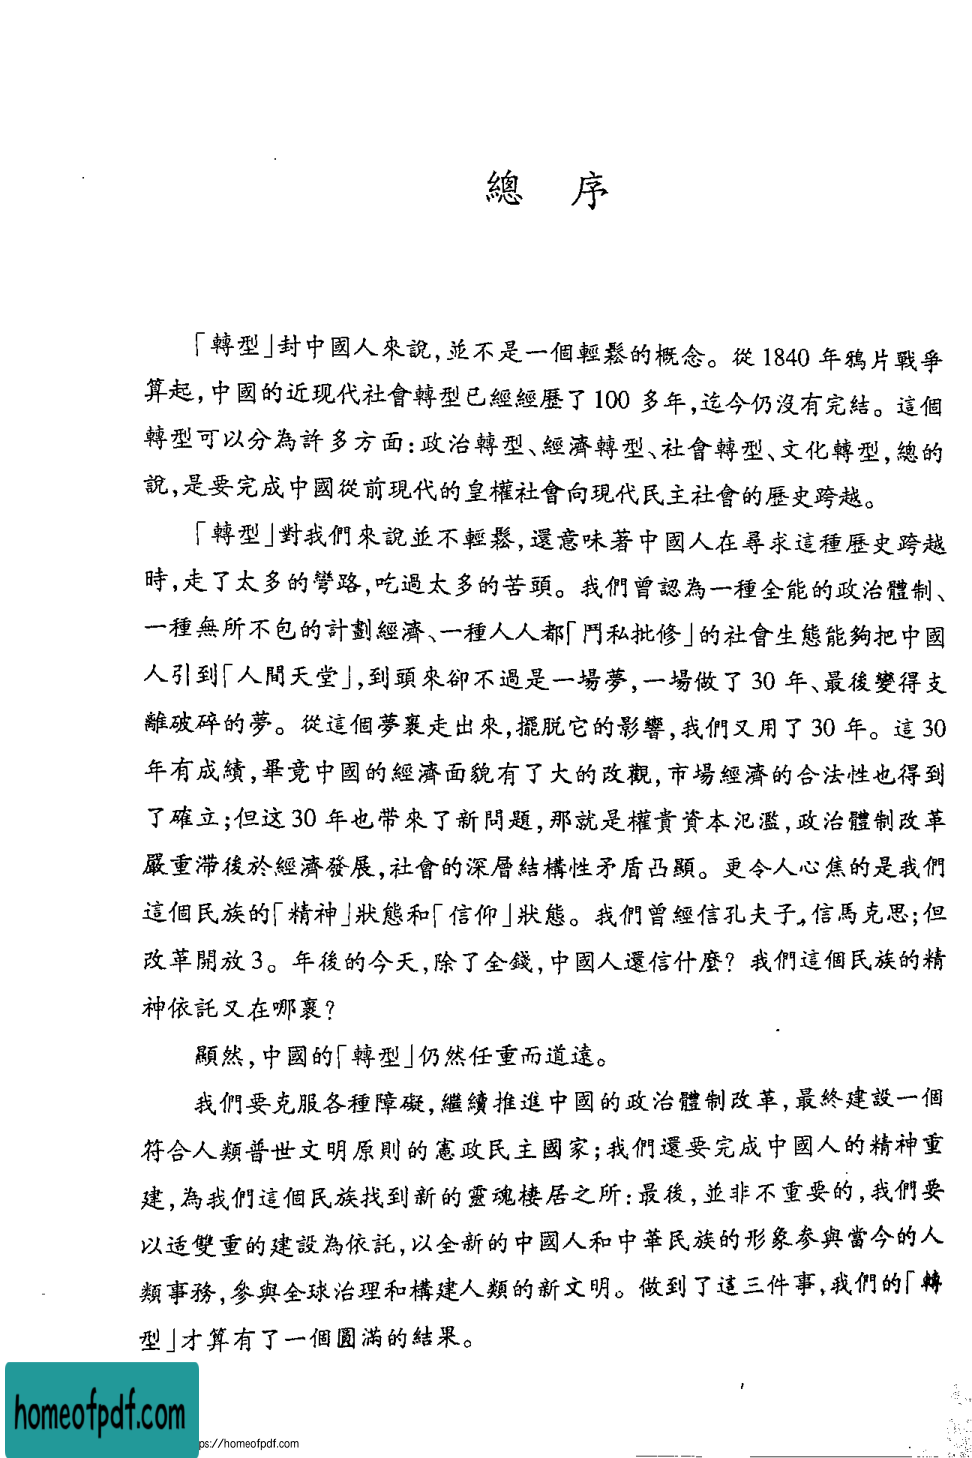 總 序
「轉型」封中國人來說,並不是一個輕鬆的概念。從 1840 年鴉片戰爭
算起,中國的近现代社會轉型已經經歷了 100 多年,迄今仍沒有完結。這個
轉型可以分為許多方面:政治轉型、經濟轉型、社會轉型、文化轉型,總的
說,是要完成中國從前現代的皇權社會向現代民主社會的歷史跨越。
「轉型」對我們來說並不輕鬆,還意味著中國人在尋求這種歷史跨越
時,走了太多的彎路,吃過太多的苦頭。我們曾認為一種全能的政治體制、
一種無所不包的計劃經濟、一種人人都「鬥私批修」的社會生態能夠把中國
人引到「人間天堂」,到頭來卻不過是一場夢,一場做了 30 年、最後變得支
離破碎的夢。從這個夢裏走出來,擺脫它的影響,我們又用了 30 年。這 30
年有成績,畢竟中國的經濟面貌有了大的改觀,市場經濟的合法性也得到
了確立;但这 30 年也帶來了新問題,那就是權貴資本氾濫,政治體制改革
嚴重滯後於經濟發展,社會的深層結構性矛盾凸顯。更令人心焦的是我們
這個民族的「精神」狀態和「信仰」狀態。我們曾經信孔夫子,信馬克思;但
改革開放 3。年後的今天,除了全錢,中國人還信什麼? 我們這個民族的精
神依託又在哪裏?
顯然,中國的「轉型」仍然任重而道遠。
我們要克服各種障礙,繼續推進中國的政治體制改革,最終建設一個
符合人類普世文明原則的憲政民主國家;我們還要完成中國人的精神重
建,為我們這個民族找到新的靈魂棲居之所:最後,並非不重要的,我們要
以适雙重的建設為依託,以全新的中國人和中華民族的形象參與當今的人
類事務,參與全球治理和構建人類的新文明。做到了這三件事,我們的「轉
型」才算有了一個圓滿的結果。
homeofpdf.com
ps://homeofpdf.com